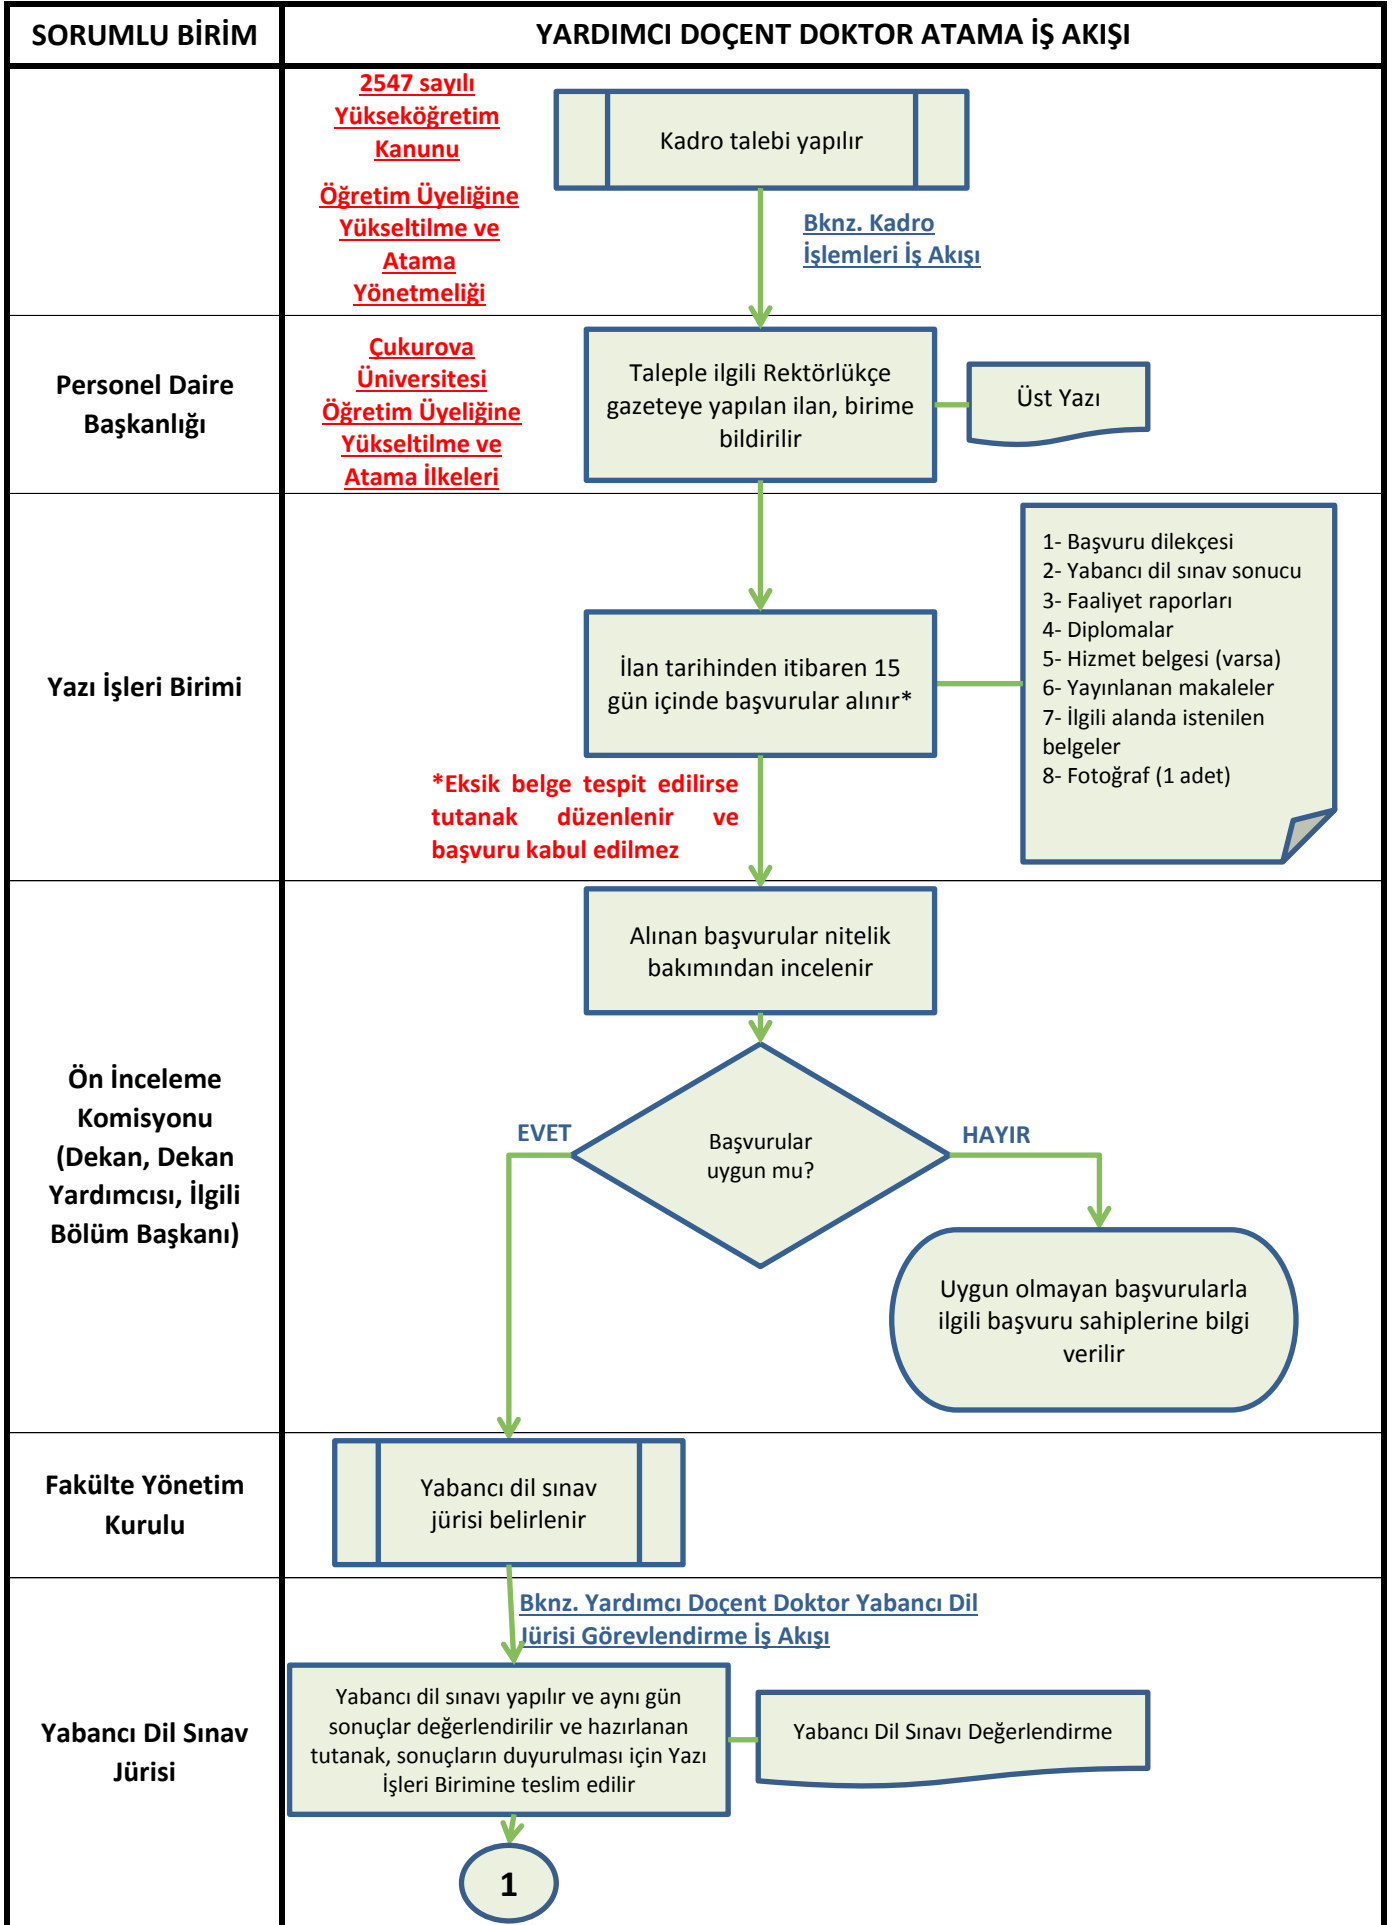 SORUMLU BİRİM
YARDIMCI DOÇENT DOKTOR ATAMA İŞ AKIŞI
2547 sayılı
Yükseköğretim
Kanunu
Öğretim Üyeliğine
Yükseltilme ve
Atama
Yönetmeliği
Kadro talebi yapılır
Bknz. Kadro
İşlemleri İş Akışı
Personel Daire
Başkanlığı
Çukurova
Üniversitesi
Öğretim Üyeliğine
Yükseltilme ve
Atama İlkeleri
Taleple ilgili Rektörlükçe
gazeteye yapılan ilan, birime
bildirilir
Üst Yazı
Yazı İşleri Birimi
İlan tarihinden itibaren 15
gün içinde başvurular alınır*
1- Başvuru dilekçesi
2- Yabancı dil sınav sonucu
3- Faaliyet raporları
4- Diplomalar
5- Hizmet belgesi (varsa)
6- Yayınlanan makaleler
7- İlgili alanda istenilen
belgeler
8- Fotoğraf (1 adet)
*Eksik belge tespit edilirse
tutanak düzenlenir ve
başvuru kabul edilmez
Ön İnceleme
Komisyonu
(Dekan, Dekan
Yardımcısı, İlgili
Bölüm Başkanı)
Alınan başvurular nitelik
bakımından incelenir
EVET
Başvurular
uygun mu?
HAYIR
Uygun olmayan başvurularla
ilgili başvuru sahiplerine bilgi
verilir
Fakülte Yönetim
Kurulu
Yabancı dil sınav
jürisi belirlenir
Bknz. Yardımcı Doçent Doktor Yabancı Dil
Jürisi Görevlendirme İş Akışı
Yabancı Dil Sınav
Jürisi
Yabancı dil sınavı yapılır ve aynı gün
sonuçlar değerlendirilir ve hazırlanan
tutanak, sonuçların duyurulması için Yazı
İşleri Birimine teslim edilir
Yabancı Dil Sınavı Değerlendirme
1